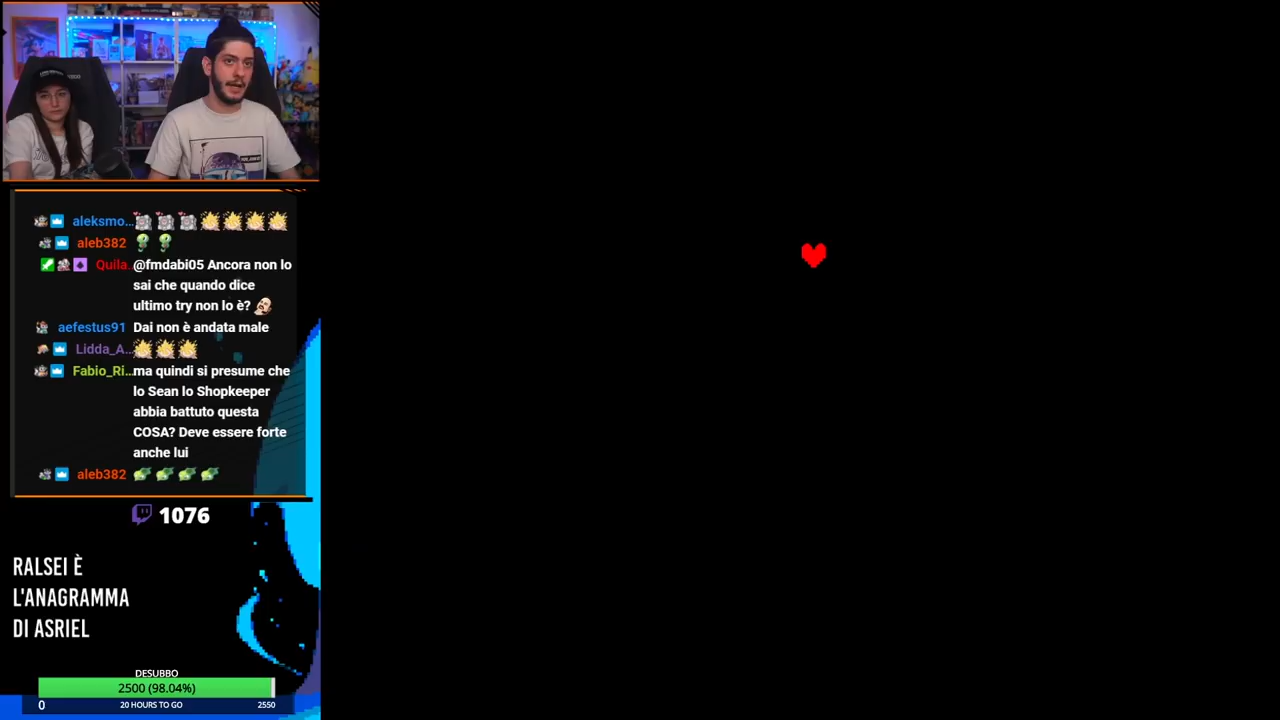 aleksmo...
aleb382
Quila. @fmdabi05 Ancora non lo
sai che quando dice
ultimo try non lo è?
aefestus91 Dai non è andata male
Lidda_A...
Fabio_Ri... ma quindi si presume che
lo Sean lo Shopkeeper
abbia battuto questa
COSA? Deve essere forte
anche lui
aleb382
1076
RALSEI È
L'ANAGRAMMA
DI ASRIEL
DESUBBO
2500 (98.04%)
0 20 HOURS TO GO 2550